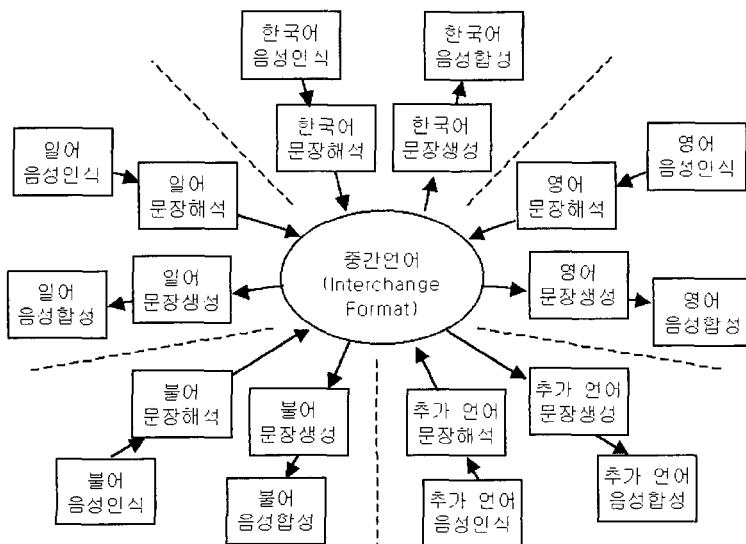 한국어
음성인식
한국어
음성합성
한국어
문장해석
한국어
문장생성
일어
음성인식
일어
문장해석
영어
음성인식
영어
문장해석
중간언어
(Interchange
Format)
일어
음성합성
일어
문장생성
영어
문장생성
영어
음성합성
불어
문장해석
불어
문장생성
추가 언어
문장해석
추가 언어
문장생성
불어
음성인식
불어
음성합성
추가 언어
음성인식
추가 언어
음성합성